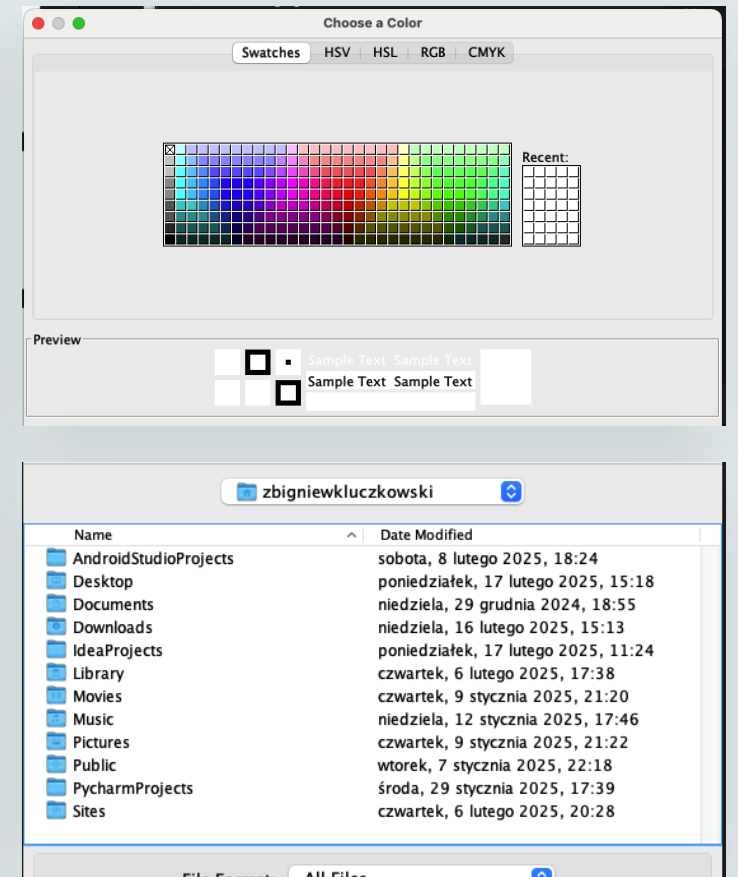 Choose a Color
Swatches HSV HSL RGB CMYK
Recent:
Preview
Sample Text Sample Text
Sample Text Sample Text
zbigniewkluczkowski
Name Date Modified
AndroidStudioProjects sobota, 8 lutego 2025, 18:24
Desktop poniedziałek, 17 lutego 2025, 15:18
Documents niedziela, 29 grudnia 2024, 18:55
Downloads niedziela, 16 lutego 2025, 15:13
IdeaProjects poniedziałek, 17 lutego 2025, 11:24
Library czwartek, 6 lutego 2025, 17:38
Movies czwartek, 9 stycznia 2025, 21:20
Music niedziela, 12 stycznia 2025, 17:46
Pictures czwartek, 9 stycznia 2025, 21:22
Public wtorek, 7 stycznia 2025, 22:18
PycharmProjects środa, 29 stycznia 2025, 17:39
Sites czwartek, 6 lutego 2025, 20:28
File Format: All Files